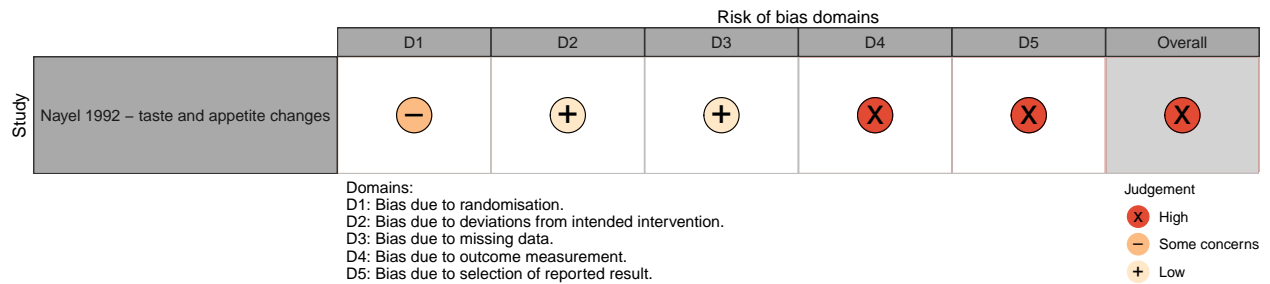 Risk of bias domains
D1 D2 D3 D4 D5 Overall
Study
Nayel 1992 – taste and appetite changes − + + X X X
Domains:
D1: Bias due to randomisation.
D2: Bias due to deviations from intended intervention.
D3: Bias due to missing data.
D4: Bias due to outcome measurement.
D5: Bias due to selection of reported result.
Judgement
X High
− Some concerns
+ Low